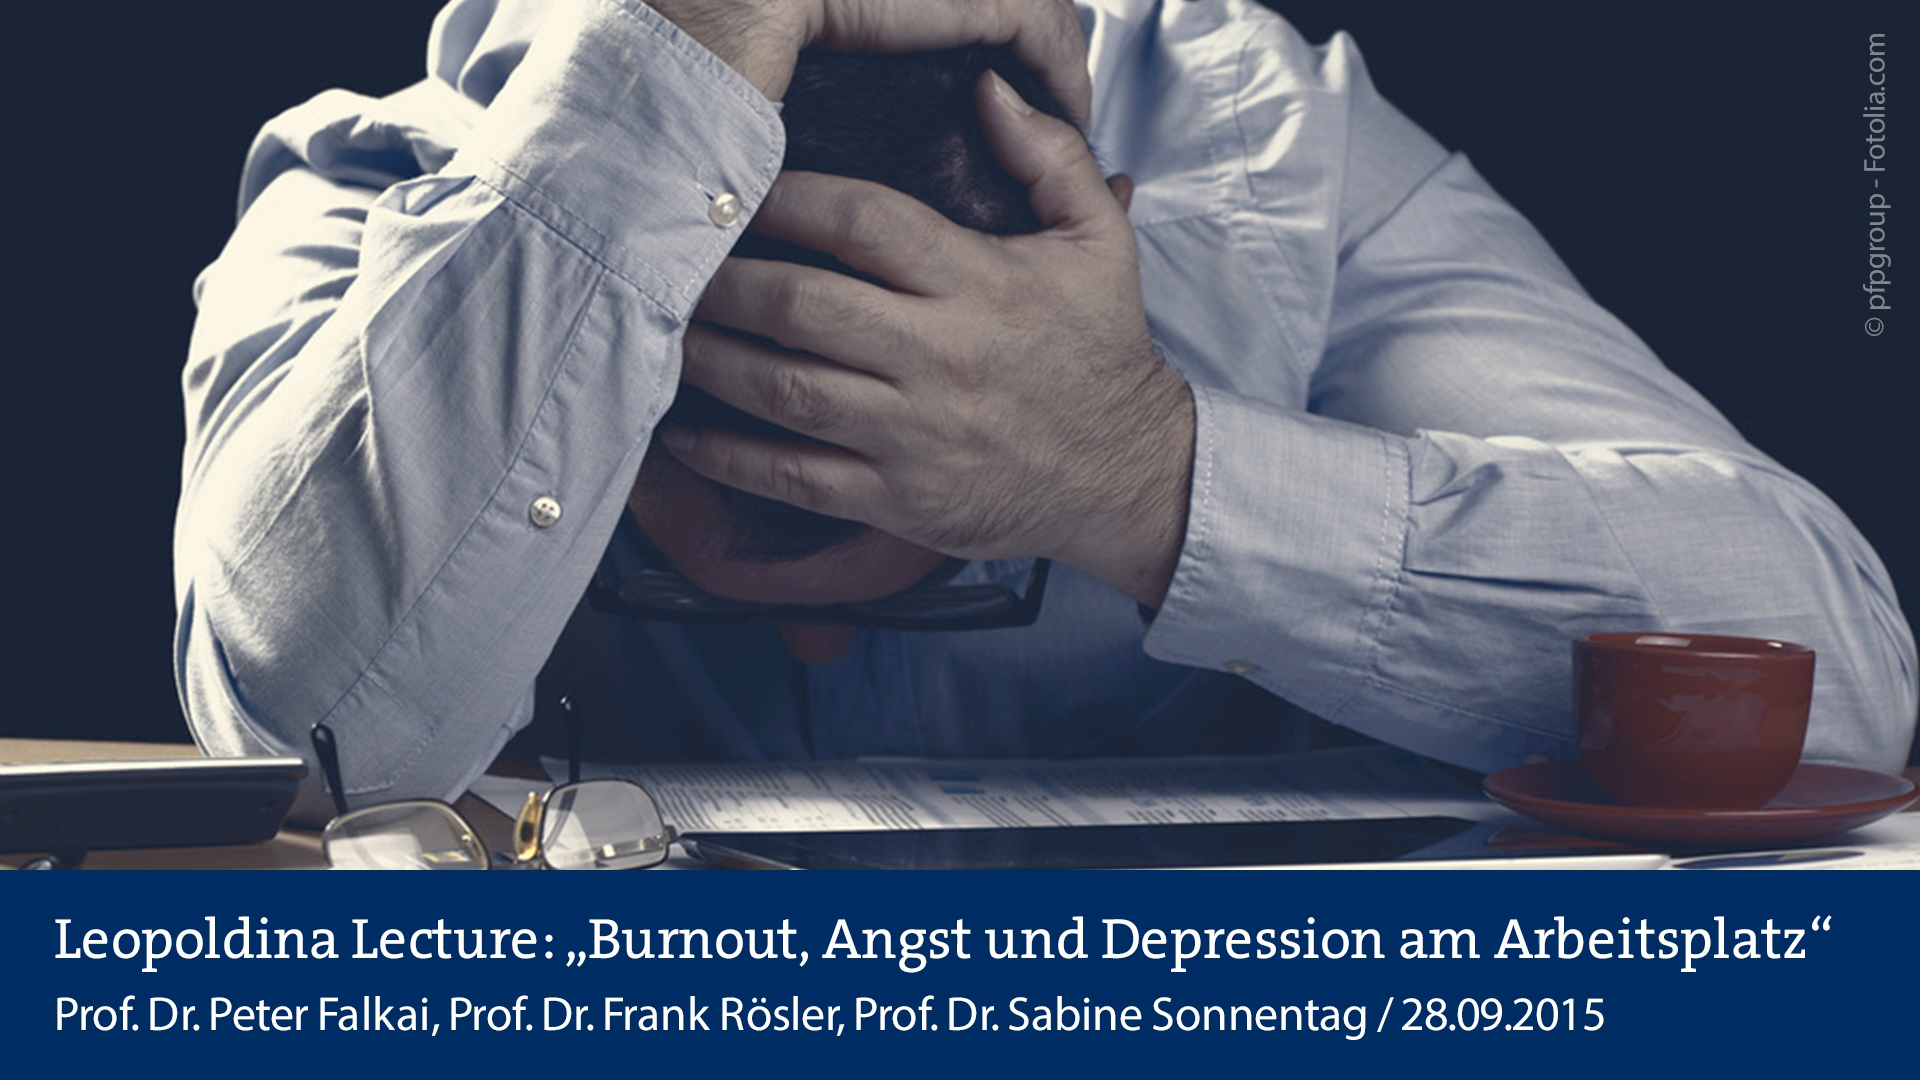 © pfpgroup - Fotolia.com
Leopoldina Lecture: „Burnout, Angst und Depression am Arbeitsplatz“
Prof. Dr. Peter Falkai, Prof. Dr. Frank Rösler, Prof. Dr. Sabine Sonnentag / 28.09.2015